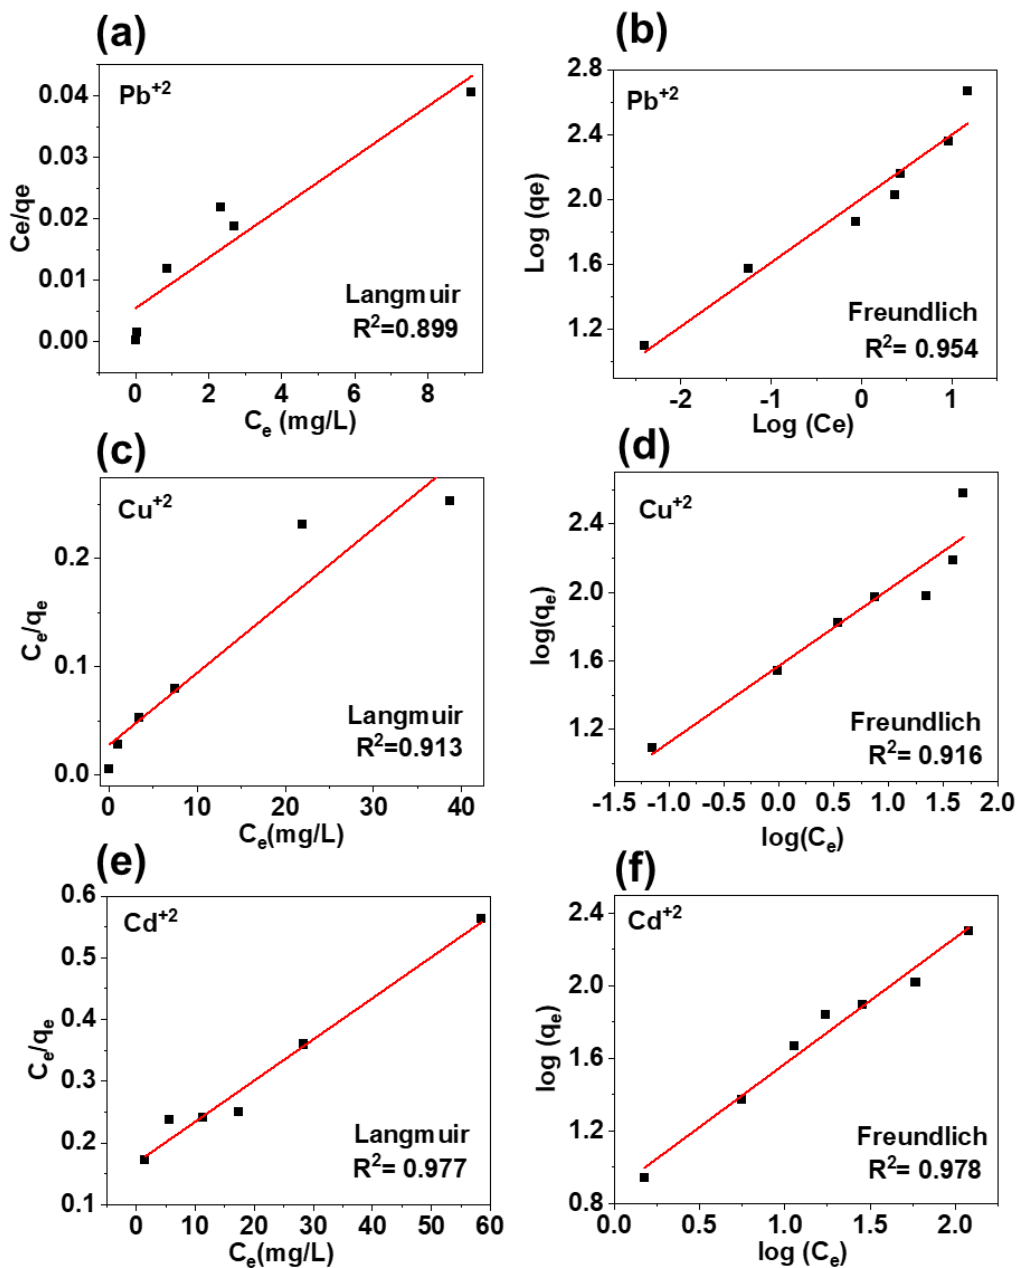 (a)
Pb+2
0.04
0.03
0.02
0.01
0.00
Ce/qe
Langmuir
R2=0.899
0 2 4 6 8
Ce (mg/L)
(b)
Pb+2
2.8
2.4
2.0
1.6
1.2
Log (qe)
Freundlich
R2= 0.954
-2 -1 0 1
Log (Ce)
(c)
Cu+2
0.2
0.1
0.0
Ce/qe
Langmuir
R2=0.913
0 10 20 30 40
Ce(mg/L)
(d)
Cu+2
2.4
2.0
1.6
1.2
log(qe)
Freundlich
R2= 0.916
-1.5 -1.0 -0.5 0.0 0.5 1.0 1.5 2.0
log(Ce)
(e)
Cd+2
0.6
0.5
0.4
0.3
0.2
0.1
Ce/qe
Langmuir
R2= 0.977
0 10 20 30 40 50 60
Ce(mg/L)
(f)
Cd+2
2.4
2.0
1.6
1.2
0.8
log (qe)
Freundlich
R2= 0.978
0.0 0.5 1.0 1.5 2.0
log (Ce)